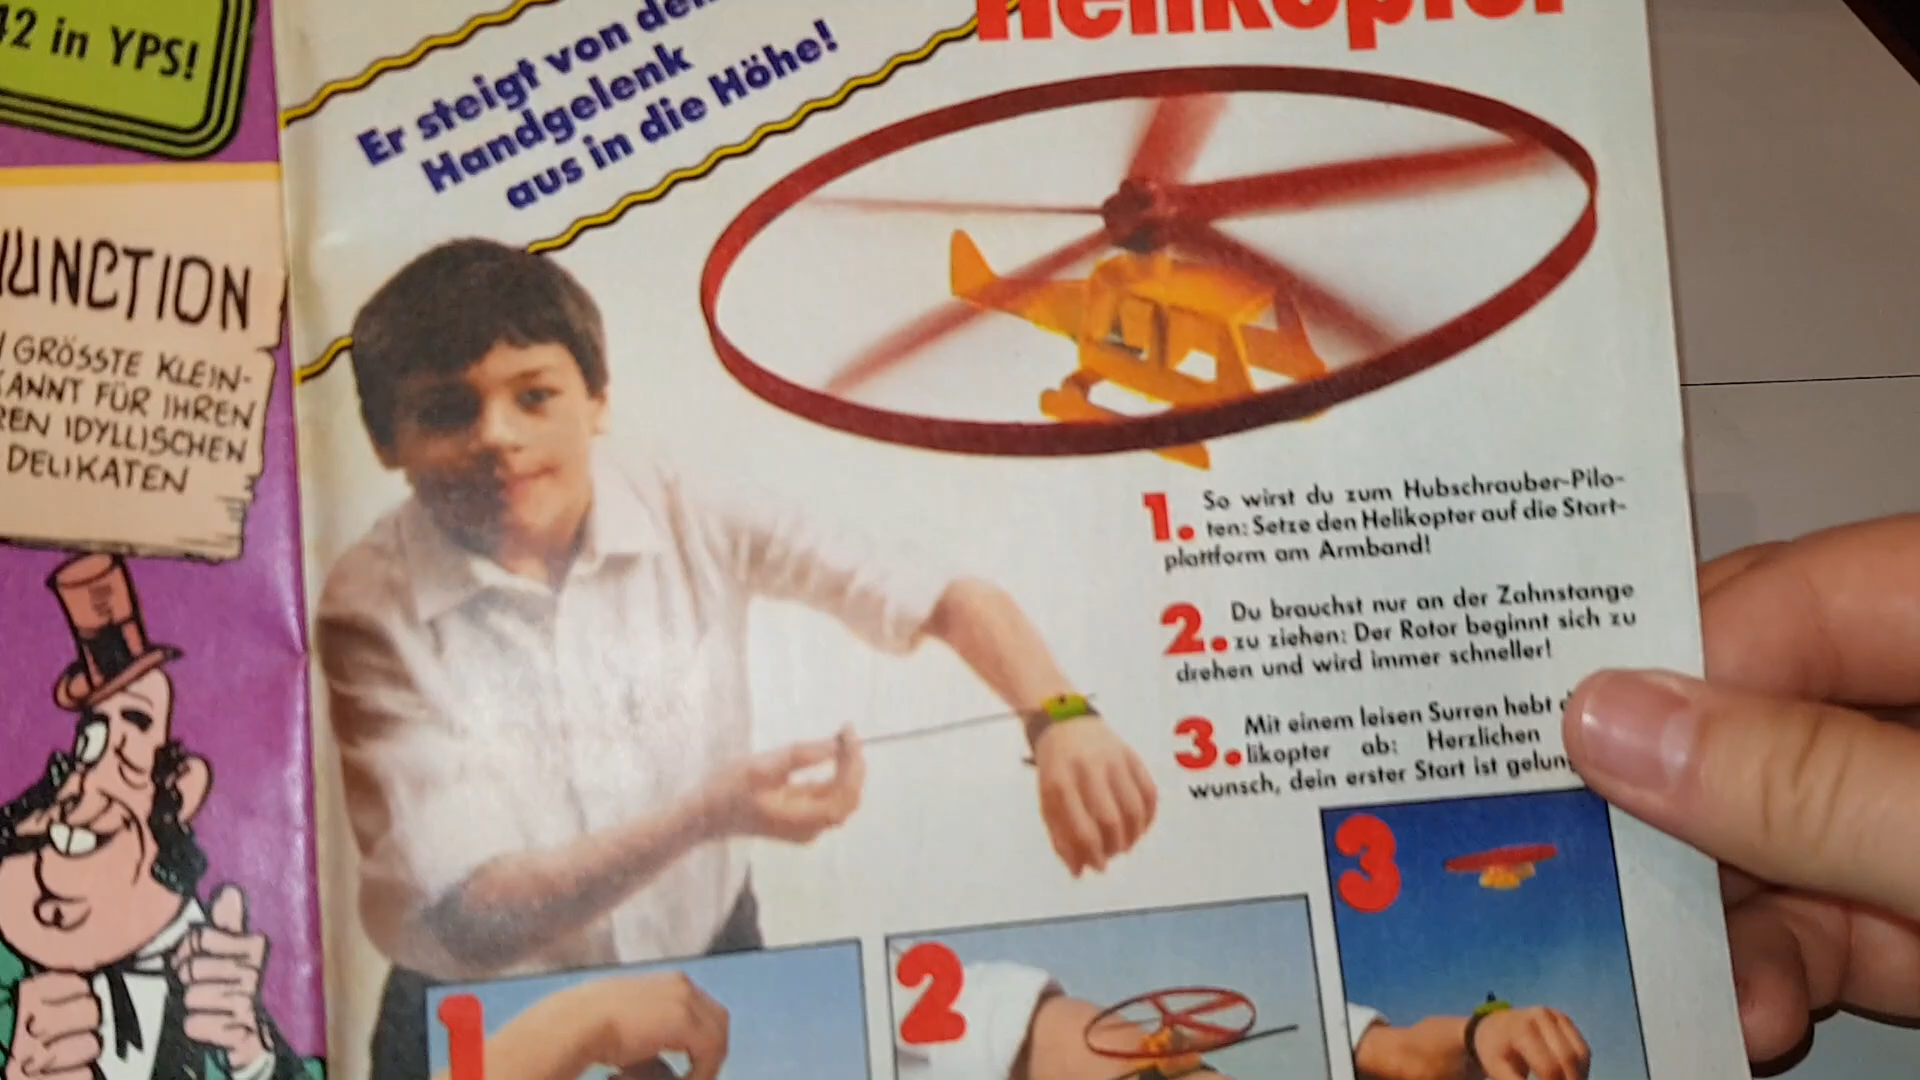 42 in YPS!
UNCTION
GRÖSSTE KLEIN-
KANNT FÜR IHREN
REN IDYLLISCHEN
DELIKATEN
Helikopter
Er steigt von dem
Handgelenk
aus in die Höhe!
1. So wirst du zum Hubschrauber-Pilo-
ten: Setze den Helikopter auf die Start-
plattform am Armband!
2. Du brauchst nur an der Zahnstange
zu ziehen: Der Rotor beginnt sich zu
drehen und wird immer schneller!
3. Mit einem leisen Surren hebt
likopter ab: Herzlichen
wunsch, dein erster Start ist gelun
1
2
3